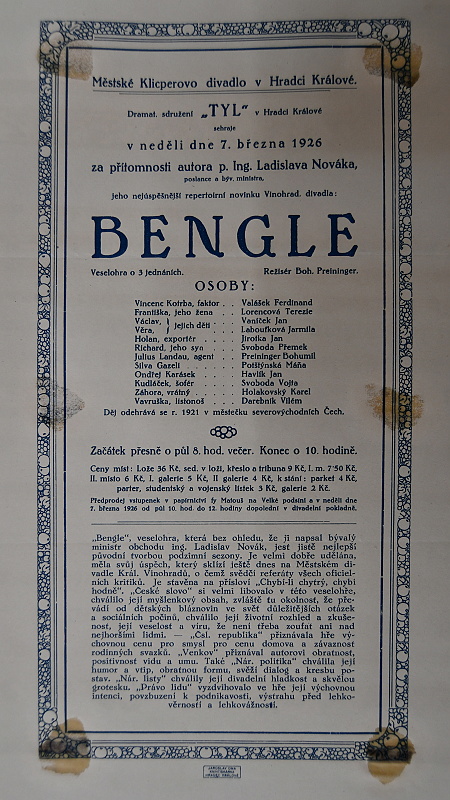 Městské Klicperovo divadlo v Hradci Králové.
Dramat. sdružení „TYL“ v Hradci Králové
sehraje
v neděli dne 7. března 1926
za přítomnosti autora p. Ing. Ladislava Nováka,
poslance a býv. ministra,
jeho nejúspěšnější repertoirní novinku Vinohrad. divadla:
BENGLE
Veselohra o 3 jednáních. Režisér Boh. Preininger.
OSOBY:
Vincenc Kotrba, faktor . . Valášek Ferdinand
Františka, jeho žena . . Lorencová Terezie
Václav, } jejich děti . . . Vaníček Jan
Věra, Labouťková Jarmila
Holan, exportér . . . . Jirotka Jan
Richard, jeho syn . . . Svoboda Přemek
Julius Landau, agent . . Preininger Bohumil
Silva Gazeli . . . . . Potštýnská Máňa
Ondřej Karásek . . . . Havlík Jan
Kudláček, šofér . . . . Svoboda Vojta
Záhora, vrátný . . . . . Holakovský Karel
Vavruška, listonoš . . . Darebník Vilém
Děj odehrává se r. 1921 v městečku severovýchodních Čech.
Začátek přesně o půl 8. hod. večer. Konec o 10. hodině.
Ceny míst: Lože 36 Kč, sed. v loži, křeslo a tribuna 9 Kč, I. m. 7·50 Kč,
II. místo 6 Kč, I. galerie 5 Kč, II galerie 4 Kč, k stání: parket 4 Kč,
parter, studentský a vojenský lístek 3 Kč, galerie 2 Kč.
Předprodej vstupenek v papírnictví fy Matouš na Velké podsíni a v neděli dne
7. března 1926 od půl 10. hod. do 12. hodiny dopolední v divadelní pokladně.
„Bengle“, veselohra, která bez ohledu, že ji napsal bývalý
ministr obchodu ing. Ladislav Novák, jest jistě nejlepší
původní tvorbou podzimní sezony. Je velmi dobře udělána,
měla svůj úspěch, který sklízí ještě dnes na Městském di-
vadle Král. Vinohradů, o čemž svědčí referáty všech oficiel-
ních kritiků. Je stavěna na přísloví „Chybí-li chytrý, chybí
hodně“. „České slovo“ si velmi libovalo v této veselohře,
chválilo její myšlenkový obsah, zvláště tu okolnost, že pře-
vádí od dětských bláznovin ve svět důležitějších otázek
a sociálních počinů, chválilo její životní rozhled a zkuše-
nost, její veselost a víru, že není třeba zoufat ani nad
nejhoršími lidmi. — „Čsl. republika“ přiznávala hře vý-
chovnou cenu pro smysl pro cenu domova a závaznost
rodinných svazků. „Venkov“ přiznával autorovi obratnost,
positivnost vidu a umu. Také „Nár. politika“ chválila její
humor a vtip, obratnou formu, svěží dialog a kresbu po-
stav. „Nár. listy“ chválily její divadelní hladkost a skvělou
grotesku. „Právo lidu“ vyzdvihovalo ve hře její výchovnou
intenci, povzbuzení k podnikavosti, výstrahu před lehko-
věrností a lehkovážností.